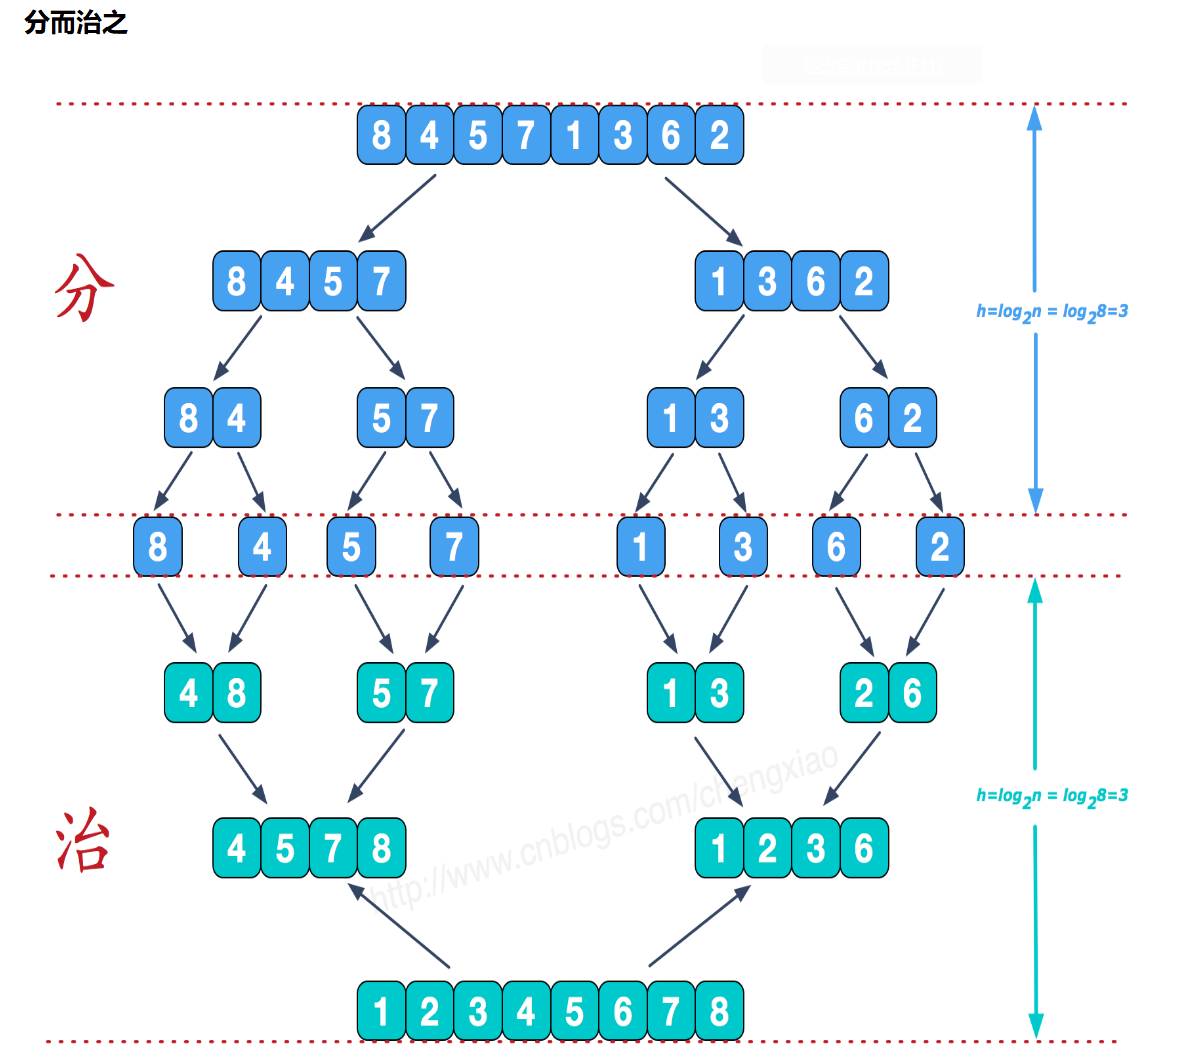 分而治之
8 4 5 7 1 3 6 2
分
8 4 5 7 1 3 6 2
h=log2n = log28=3
8 4 5 7 1 3 6 2
8 4 5 7 1 3 6 2
4 8 5 7 1 3 2 6
h=log2n = log28=3
治
4 5 7 8 1 2 3 6
http://www.cnblogs.com/chengxiao
1 2 3 4 5 6 7 8